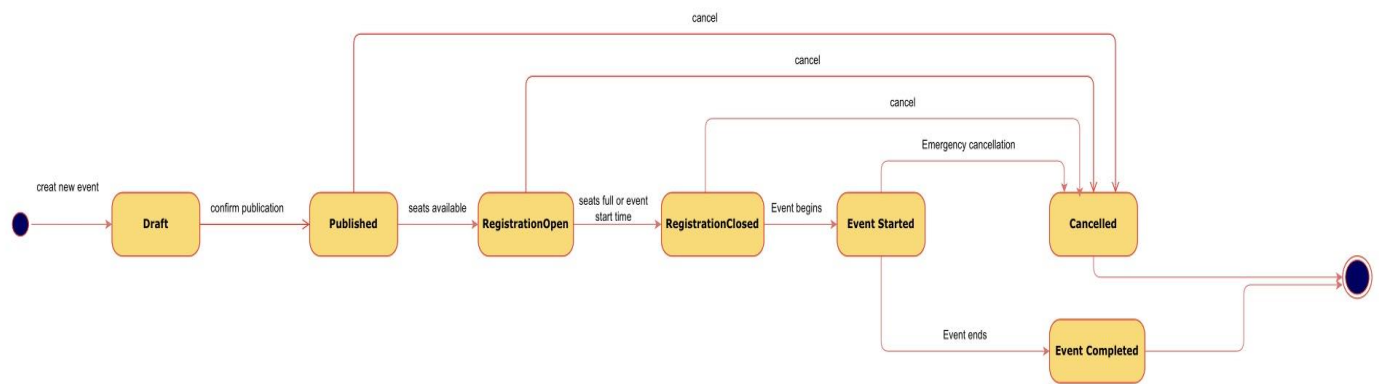 cancel
cancel
cancel
Emergency cancellation
creat new event
confirm publication
seats available
seats full or event
start time
Event begins
Draft
Published
RegistrationOpen
RegistrationClosed
Event Started
Cancelled
Event ends
Event Completed